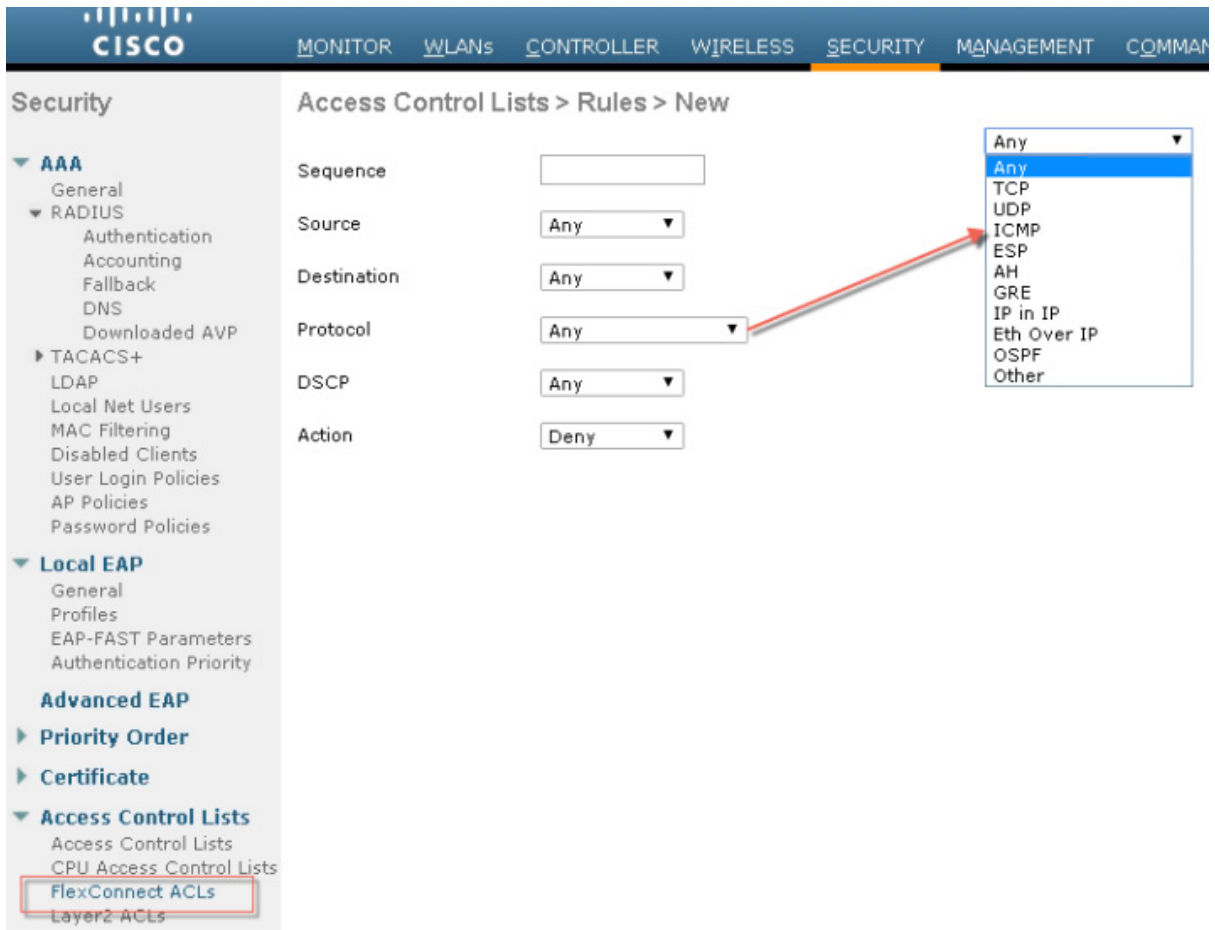 CISCO
MONITOR WLANs CONTROLLER WIRELESS SECURITY MANAGEMENT COMMAN
Security
AAA
General
RADIUS
Authentication
Accounting
Fallback
DNS
Downloaded AVP
TACACS+
LDAP
Local Net Users
MAC Filtering
Disabled Clients
User Login Policies
AP Policies
Password Policies
Local EAP
General
Profiles
EAP-FAST Parameters
Authentication Priority
Advanced EAP
Priority Order
Certificate
Access Control Lists
Access Control Lists
CPU Access Control Lists
FlexConnect ACLs
Layer2 ACLs
Access Control Lists > Rules > New
Sequence
Source Any
Destination Any
Protocol Any
DSCP Any
Action Deny
Any
Any
TCP
UDP
ICMP
ESP
AH
GRE
IP in IP
Eth Over IP
OSPF
Other